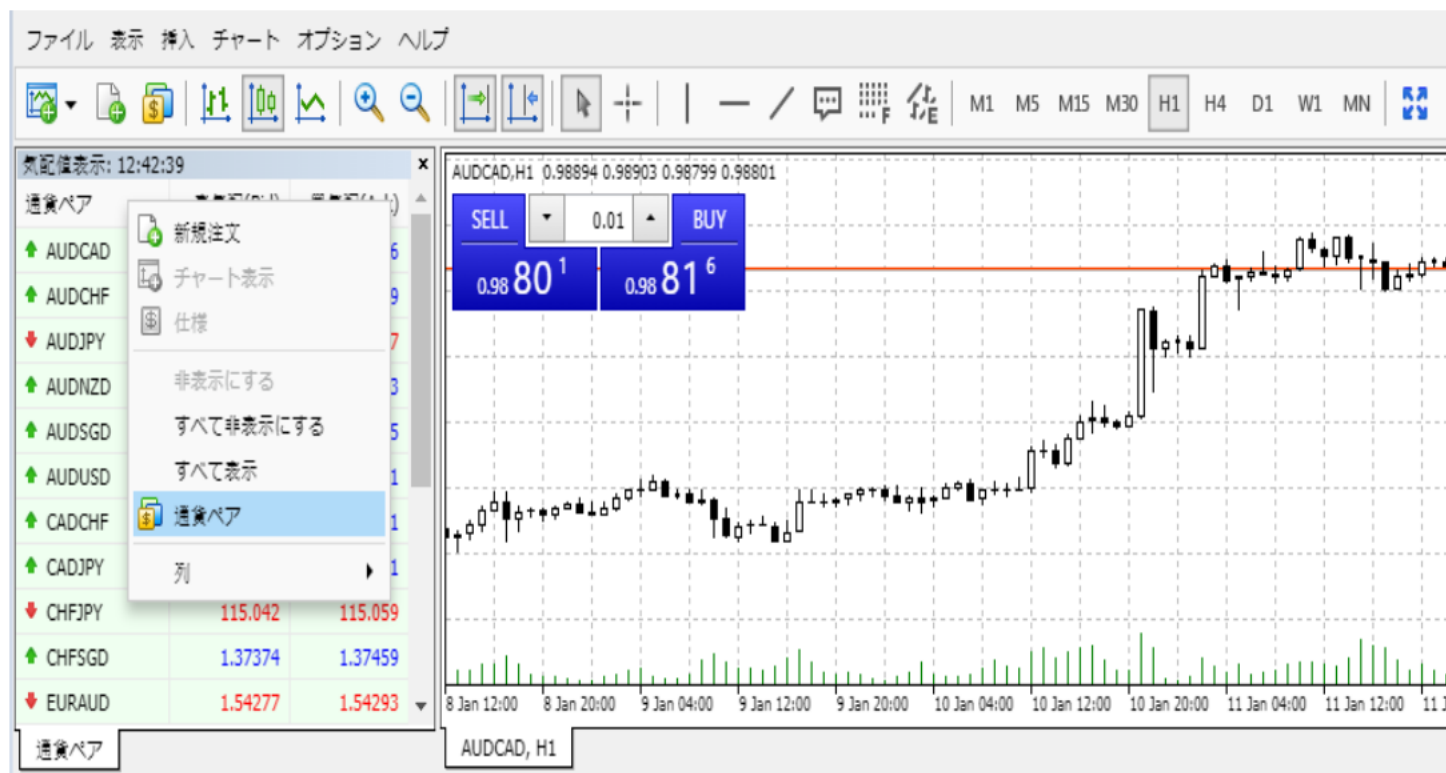 ファイル 表示 挿入 チャート オプション ヘルプ
M1 M5 M15 M30 H1 H4 D1 W1 MN
気配値表示: 12:42:39
通貨ペア
AUDCAD 6
AUDCHF 9
AUDJPY 7
AUDNZD 3
AUDSGD 5
AUDUSD 1
CADCHF 1
CADJPY 1
CHFJPY 115.042 115.059
CHFSGD 1.37374 1.37459
EURAUD 1.54277 1.54293
通貨ペア
新規注文
チャート表示
仕様
非表示にする
すべて非表示にする
すべて表示
通貨ペア
列
AUDCAD,H1 0.98894 0.98903 0.98799 0.98801
SELL 0.01 BUY
0.98 80 1 0.98 81 6
8 Jan 12:00 8 Jan 20:00 9 Jan 04:00 9 Jan 12:00 9 Jan 20:00 10 Jan 04:00 10 Jan 12:00 10 Jan 20:00 11 Jan 04:00 11 Jan 12:00
AUDCAD, H1